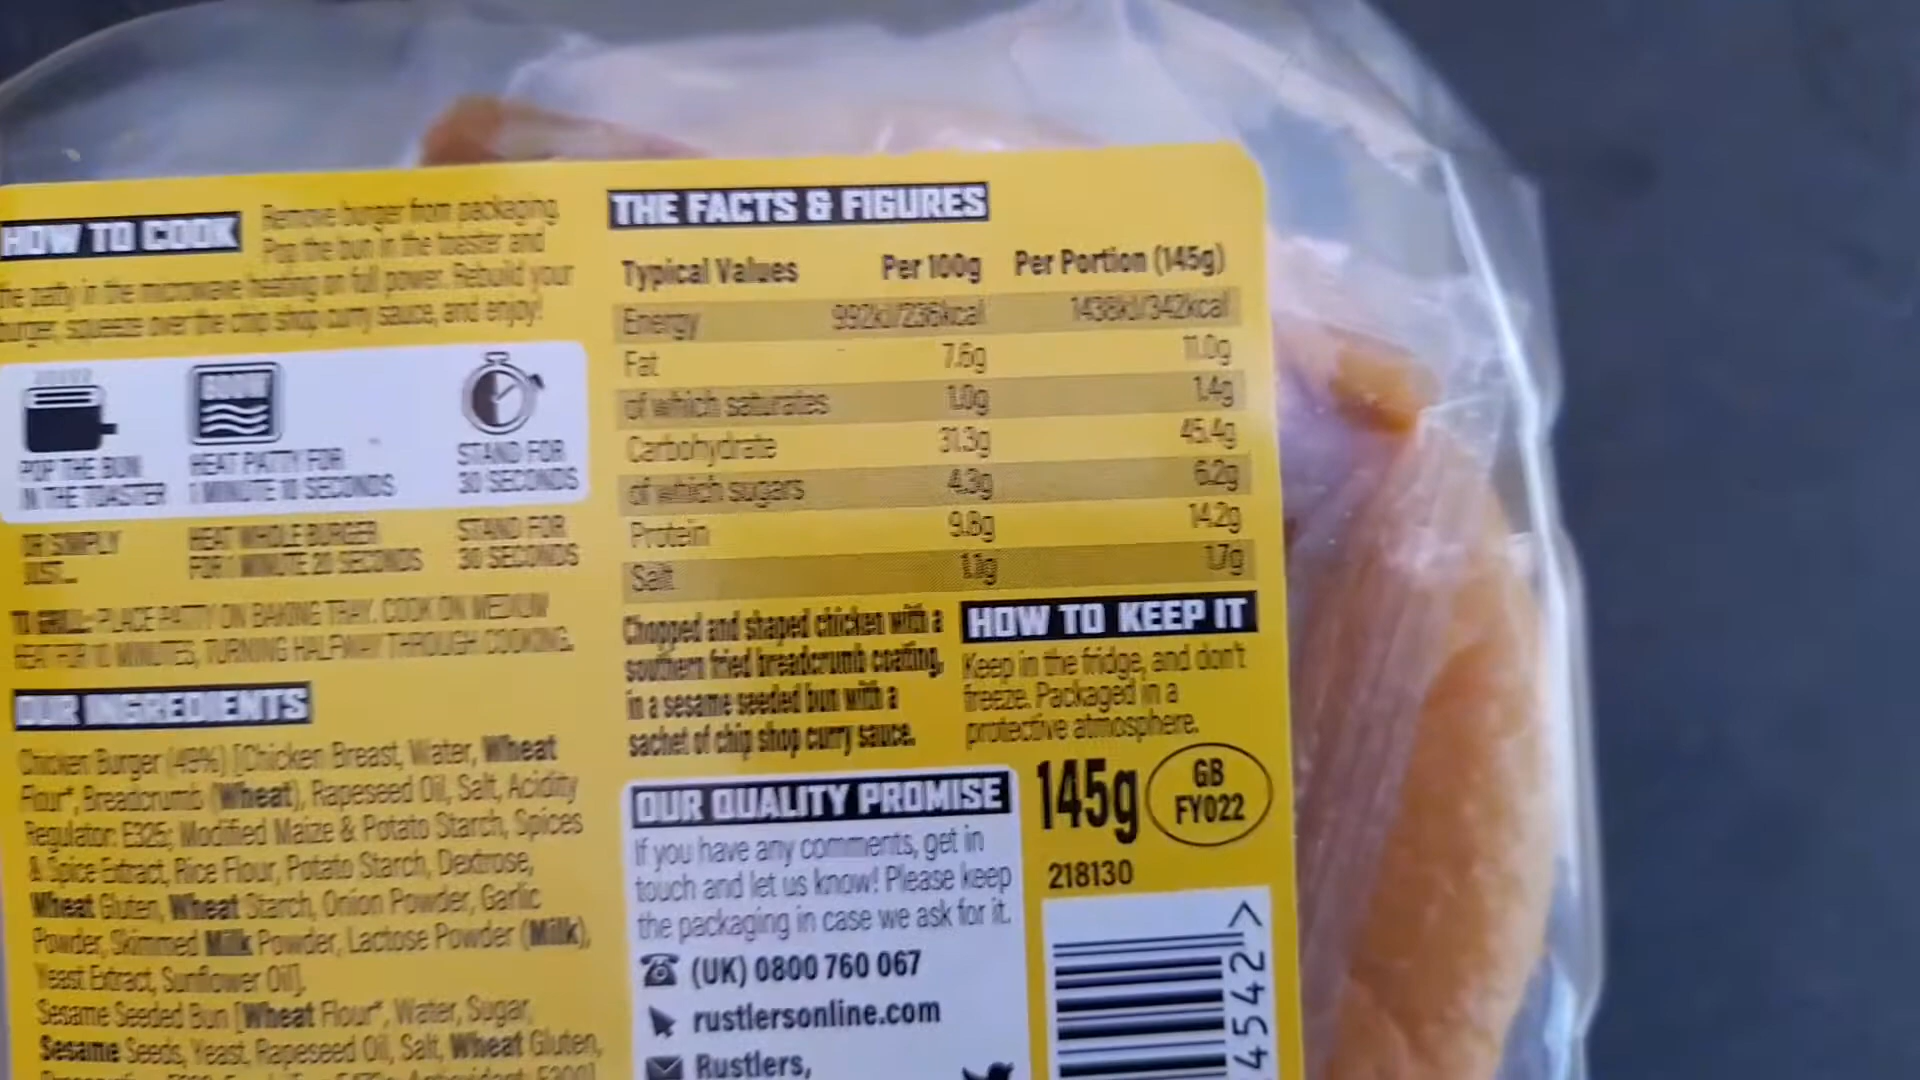 HOW TO COOK
Remove burger from packaging.
Pop the bun in the toaster and
the patty in the microwave heating on full power. Rebuild your
burger, squeeze over the chip shop curry sauce, and enjoy!
800W
POP THE BUN
IN THE TOASTER
HEAT PATTY FOR
1 MINUTE 10 SECONDS
STAND FOR
30 SECONDS
OR SIMPLY
JUST...
HEAT WHOLE BURGER
FOR 1 MINUTE 20 SECONDS
STAND FOR
30 SECONDS
TO GRILL: PLACE PATTY ON BAKING TRAY. COOK ON MEDIUM
HEAT FOR 10 MINUTES, TURNING HALFWAY THROUGH COOKING.
OUR INGREDIENTS
Chicken Burger (49%) [Chicken Breast, Water, Wheat
Flour*, Breadcrumb (Wheat), Rapeseed Oil, Salt, Acidity
Regulator: E325; Modified Maize & Potato Starch, Spices
& Spice Extract, Rice Flour, Potato Starch, Dextrose,
Wheat Gluten, Wheat Starch, Onion Powder, Garlic
Powder, Skimmed Milk Powder, Lactose Powder (Milk),
Yeast Extract, Sunflower Oil].
Sesame Seeded Bun [Wheat Flour*, Water, Sugar,
Sesame Seeds, Yeast, Rapeseed Oil, Salt, Wheat Gluten,
THE FACTS & FIGURES
Typical Values Per 100g Per Portion (145g)
Energy 992kJ/236kcal 1438kJ/342kcal
Fat 7.6g 11.0g
of which saturates 1.0g 1.4g
Carbohydrate 31.3g 45.4g
of which sugars 4.3g 6.2g
Protein 9.8g 14.2g
Salt 1.1g 1.7g
Chopped and shaped chicken with a
southern fried breadcrumb coating,
in a sesame seeded bun with a
sachet of chip shop curry sauce.
HOW TO KEEP IT
Keep in the fridge, and don't
freeze. Packaged in a
protective atmosphere.
OUR QUALITY PROMISE
If you have any comments, get in
touch and let us know! Please keep
the packaging in case we ask for it.
(UK) 0800 760 067
rustlersonline.com
Rustlers,
145g
GB
FY022
218130
4542>